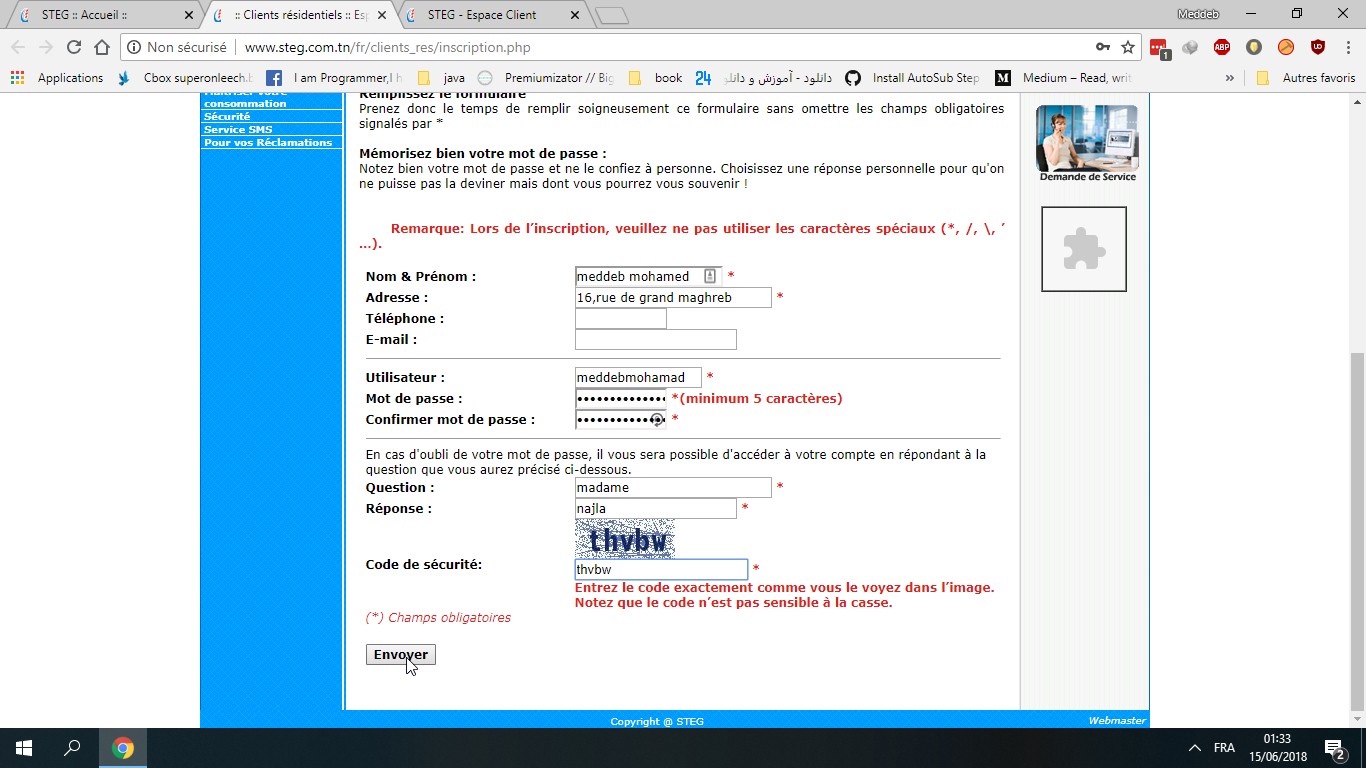 STEG :: Accueil ::
:: Clients résidentiels :: Esp
STEG - Espace Client
Meddeb
Non sécurisé
www.steg.com.tn/fr/clients_res/inscription.php
1
ABP
Applications
Cbox superonleech.b
I am Programmer,I h
java
Premiumizator // Big
book
24
دانلود - آموزش و دانلو
Install AutoSub Step
Medium – Read, writ
»
Autres favoris
Maîtriser votre
consommation
Sécurité
Service SMS
Pour vos Réclamations
Remplissez le formulaire
Prenez donc le temps de remplir soigneusement ce formulaire sans omettre les champs obligatoires
signalés par *
Mémorisez bien votre mot de passe :
Notez bien votre mot de passe et ne le confiez à personne. Choisissez une réponse personnelle pour qu'on
ne puisse pas la deviner mais dont vous pourrez vous souvenir !
Remarque: Lors de l’inscription, veuillez ne pas utiliser les caractères spéciaux (*, /, \, ’
…).
Nom & Prénom : meddeb mohamed *
Adresse : 16,rue de grand maghreb *
Téléphone :
E-mail :
Utilisateur : meddebmohamad *
Mot de passe : •••••••••••••• *(minimum 5 caractères)
Confirmer mot de passe : •••••••••••••• *
En cas d'oubli de votre mot de passe, il vous sera possible d'accéder à votre compte en répondant à la
question que vous aurez précisé ci-dessous.
Question : madame *
Réponse : najla *
thvbw
Code de sécurité: thvbw *
Entrez le code exactement comme vous le voyez dans l’image.
Notez que le code n’est pas sensible à la casse.
(*) Champs obligatoires
Envoyer
Demande de Service
Copyright @ STEG
Webmaster
FRA
01:33
15/06/2018
2